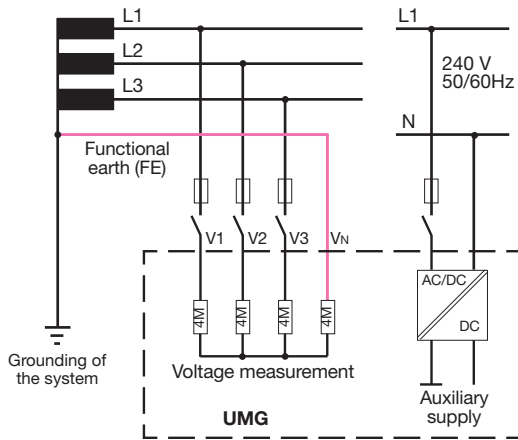 L1
L2
L3
Functional
earth (FE)
L1
240 V
50/60Hz
N
V1
V2
V3
VN
4M
4M
4M
4M
AC/DC
DC
Grounding of
the system
Voltage measurement
Auxiliary
supply
UMG